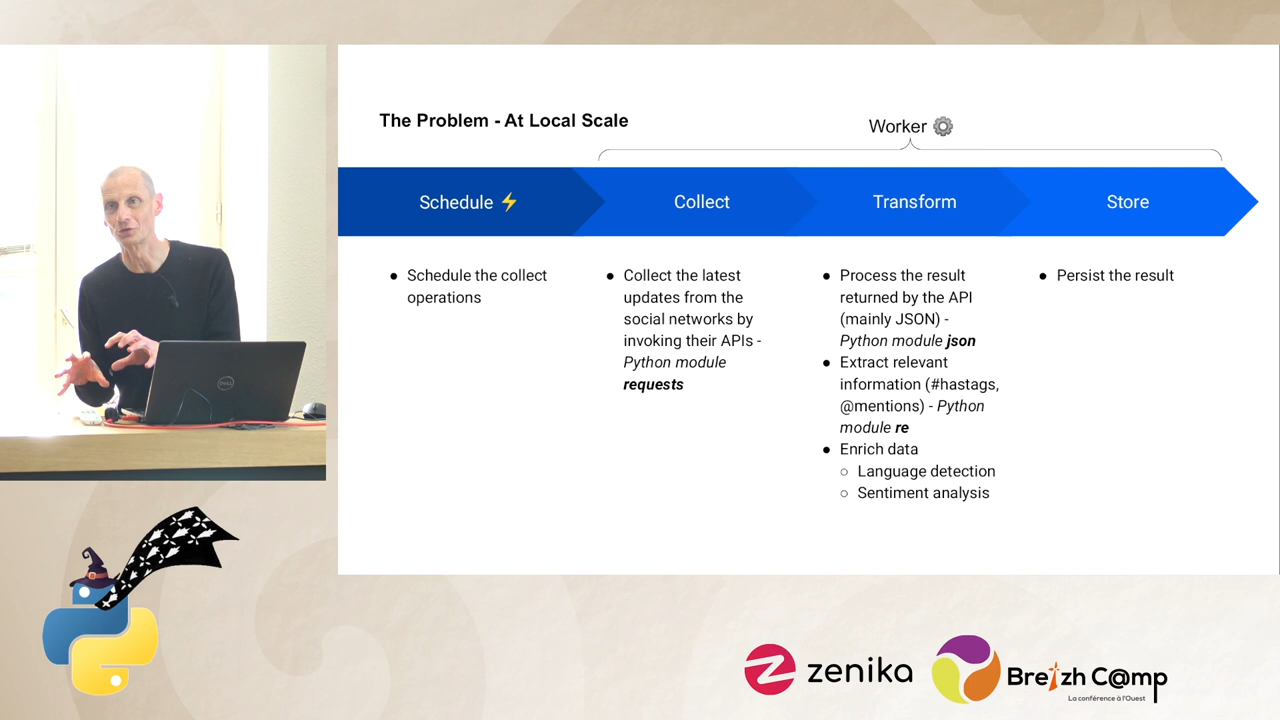 The Problem - At Local Scale
Worker
Schedule
Collect
Transform
Store
● Schedule the collect
operations
● Collect the latest
updates from the
social networks by
invoking their APIs -
Python module
requests
● Process the result
returned by the API
(mainly JSON) -
Python module json
● Extract relevant
information (#hastags,
@mentions) - Python
module re
● Enrich data
○ Language detection
○ Sentiment analysis
● Persist the result
DELL
zenika
Breizh C@mp
La conférence à l'Ouest